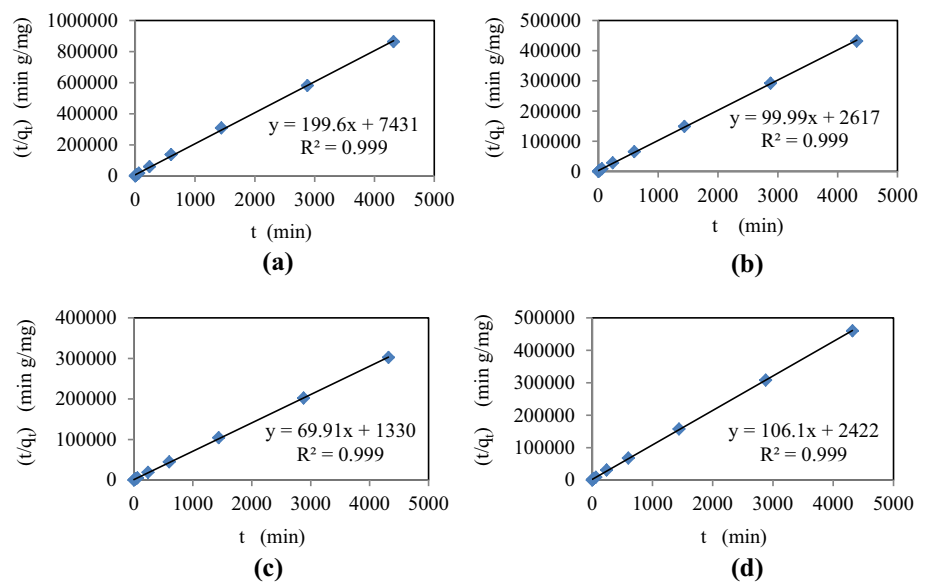 (t/qt) (min g/mg)
1000000
800000
600000
400000
200000
0
y = 199.6x + 7431
R² = 0.999
0 1000 2000 3000 4000 5000
t (min)
(a)
(t/qt) (min g/mg)
500000
400000
300000
200000
100000
0
y = 99.99x + 2617
R² = 0.999
0 1000 2000 3000 4000 5000
t (min)
(b)
(t/qt) (min g/mg)
400000
300000
200000
100000
0
y = 69.91x + 1330
R² = 0.999
0 1000 2000 3000 4000 5000
t (min)
(c)
(t/qt) (min g/mg)
500000
400000
300000
200000
100000
0
y = 106.1x + 2422
R² = 0.999
0 1000 2000 3000 4000 5000
t (min)
(d)